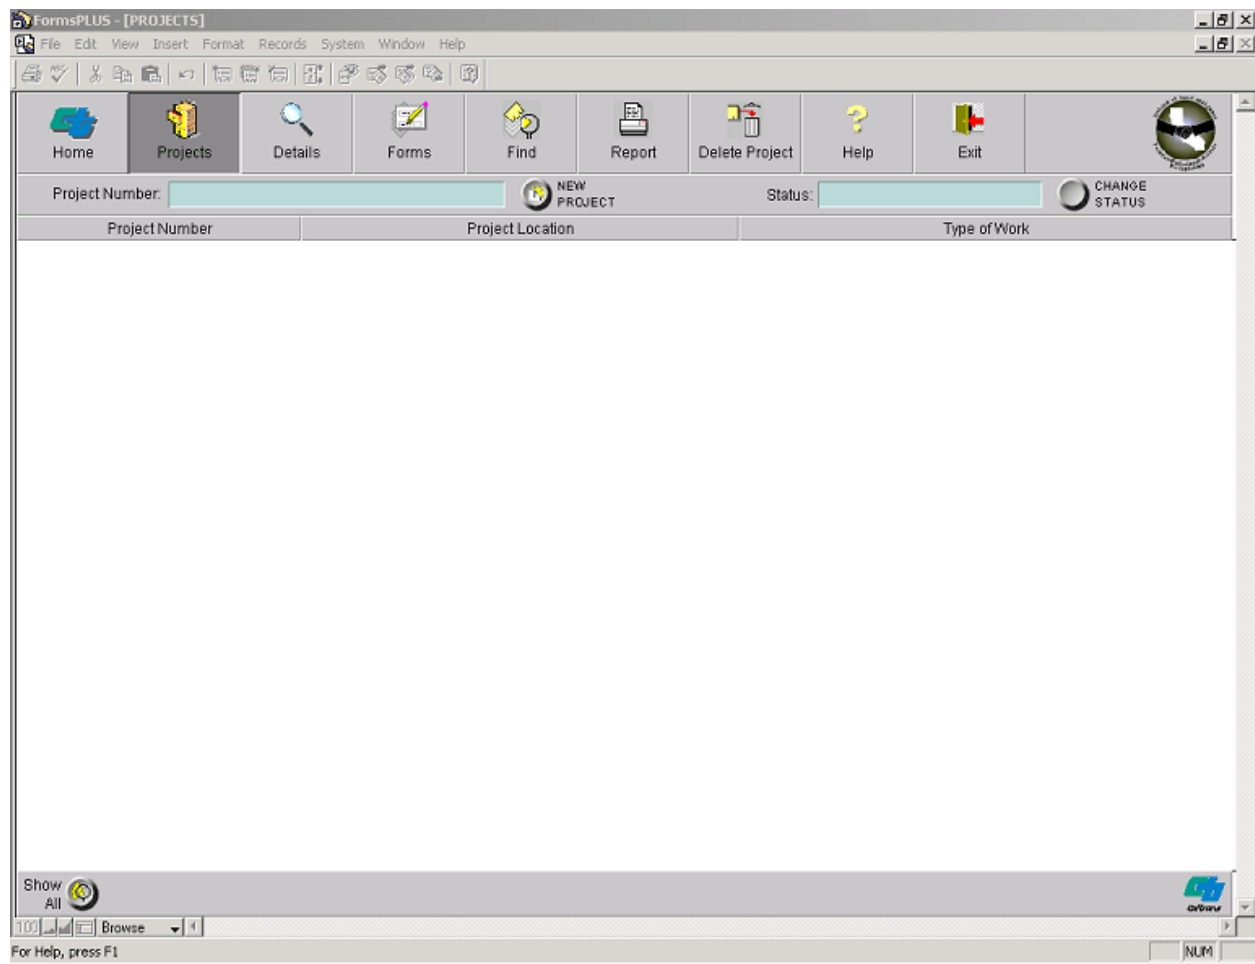 FormsPLUS - [PROJECTS]
File Edit View Insert Format Records System Window Help
Home Projects Details Forms Find Report Delete Project Help Exit
Project Number: NEW PROJECT Status: CHANGE STATUS
Project Number Project Location Type of Work
Show All
100 Browse
For Help, press F1 NUM